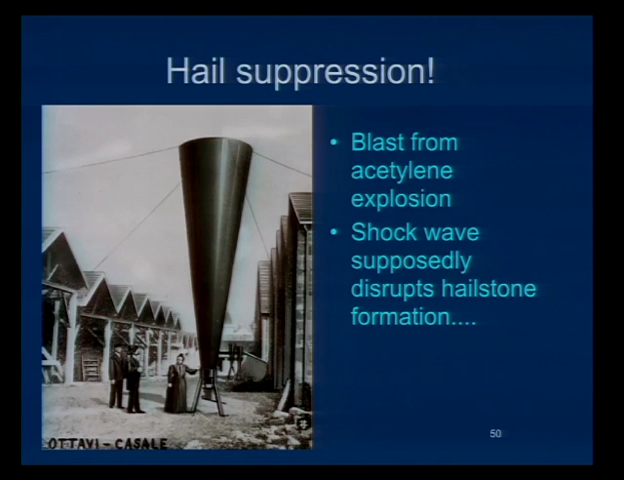 Hail suppression!
• Blast from
acetylene
explosion
• Shock wave
supposedly
disrupts hailstone
formation....
OTTAVI - CASALE
50